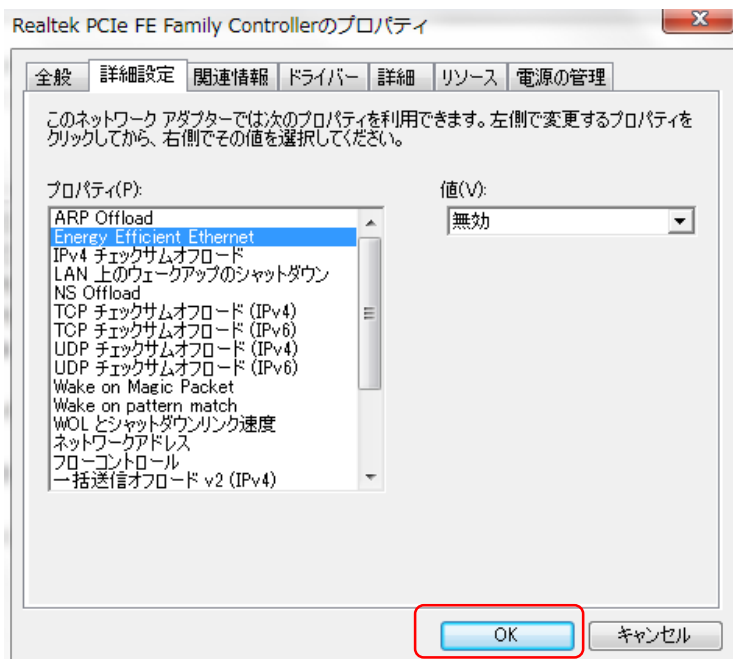 Realtek PCIe FE Family Controllerのプロパティ
全般 詳細設定 関連情報 ドライバー 詳細 リソース 電源の管理
このネットワーク アダプターでは次のプロパティを利用できます。左側で変更するプロパティを
クリックしてから、右側でその値を選択してください。
プロパティ(P):
値(V):
ARP Offload
無効
Energy Efficient Ethernet
IPv4 チェックサムオフロード
LAN 上のウェークアップのシャットダウン
NS Offload
TCP チェックサムオフロード (IPv4)
TCP チェックサムオフロード (IPv6)
UDP チェックサムオフロード (IPv4)
UDP チェックサムオフロード (IPv6)
Wake on Magic Packet
Wake on pattern match
WOL とシャットダウンリンク速度
ネットワークアドレス
フローコントロール
一括送信オフロード v2 (IPv4)
OK キャンセル